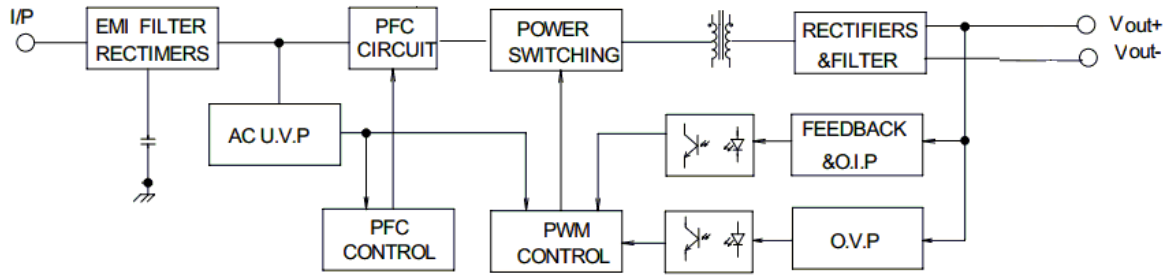 I/P
EMI FILTER
RECTIMERS
PFC
CIRCUIT
POWER
SWITCHING
RECTIFIERS
&FILTER
Vout+
Vout-
AC U.V.P
FEEDBACK
&O.I.P
PFC
CONTROL
PWM
CONTROL
O.V.P